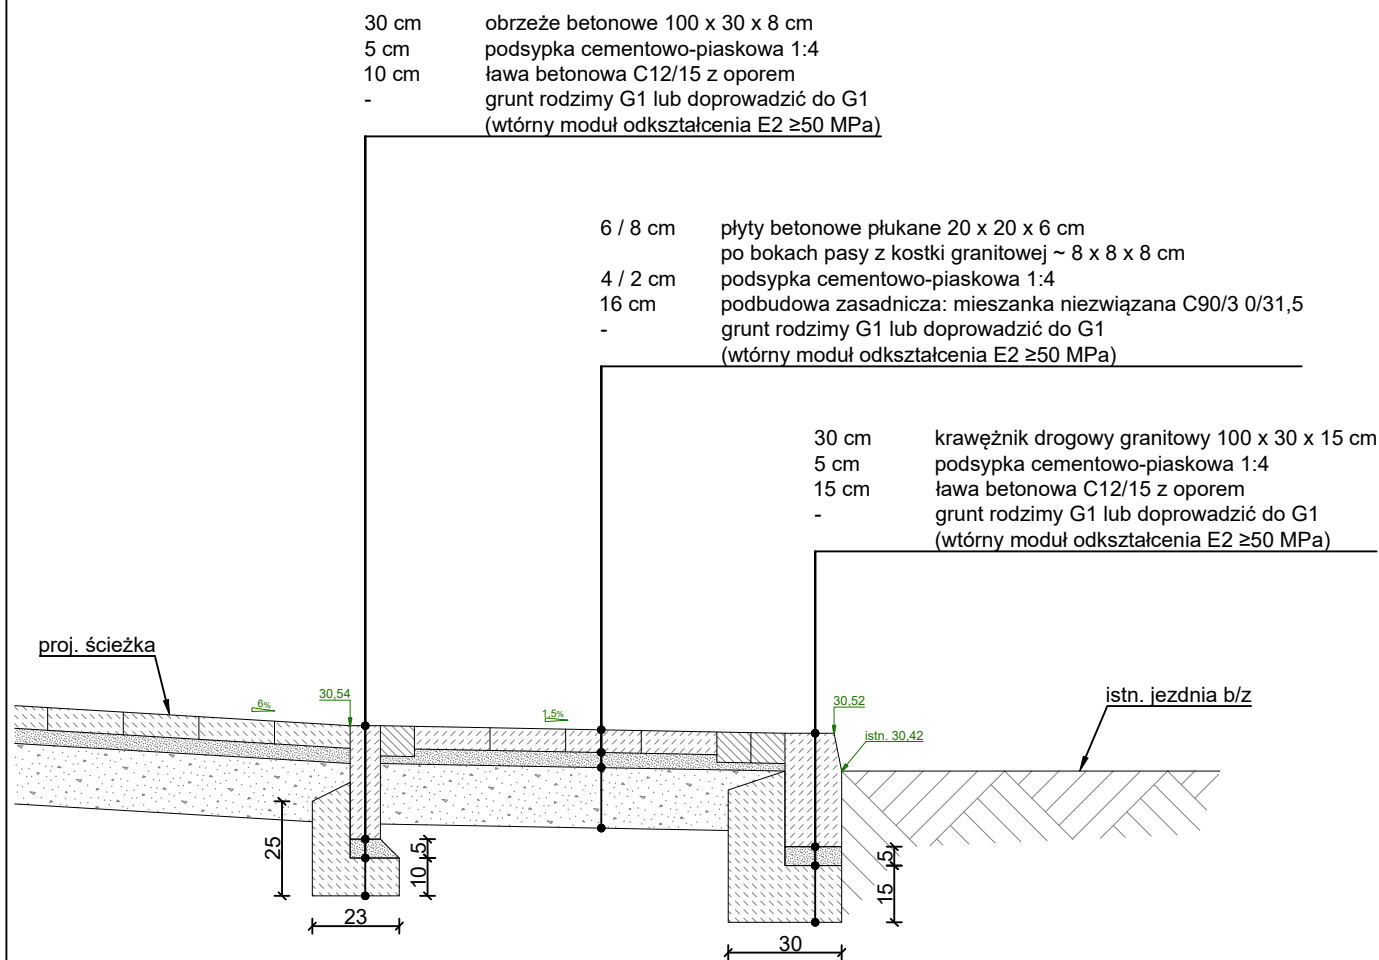 30 cm obrzeże betonowe 100 x 30 x 8 cm
5 cm podsypka cementowo-piaskowa 1:4
10 cm ława betonowa C12/15 z oporem
- grunt rodzimy G1 lub doprowadzić do G1
(wtórny moduł odkształcenia E2 ≥50 MPa)
6 / 8 cm płyty betonowe płukane 20 x 20 x 6 cm
po bokach pasy z kostki granitowej ~ 8 x 8 x 8 cm
4 / 2 cm podsypka cementowo-piaskowa 1:4
16 cm podbudowa zasadnicza: mieszanka niezwiązana C90/3 0/31,5
- grunt rodzimy G1 lub doprowadzić do G1
(wtórny moduł odkształcenia E2 ≥50 MPa)
30 cm krawężnik drogowy granitowy 100 x 30 x 15 cm
5 cm podsypka cementowo-piaskowa 1:4
15 cm ława betonowa C12/15 z oporem
- grunt rodzimy G1 lub doprowadzić do G1
(wtórny moduł odkształcenia E2 ≥50 MPa)
proj. ścieżka
6%
30,54
1,5%
30,52
istn. 30,42
istn. jezdnia b/z
25
5
10
23
5
15
30